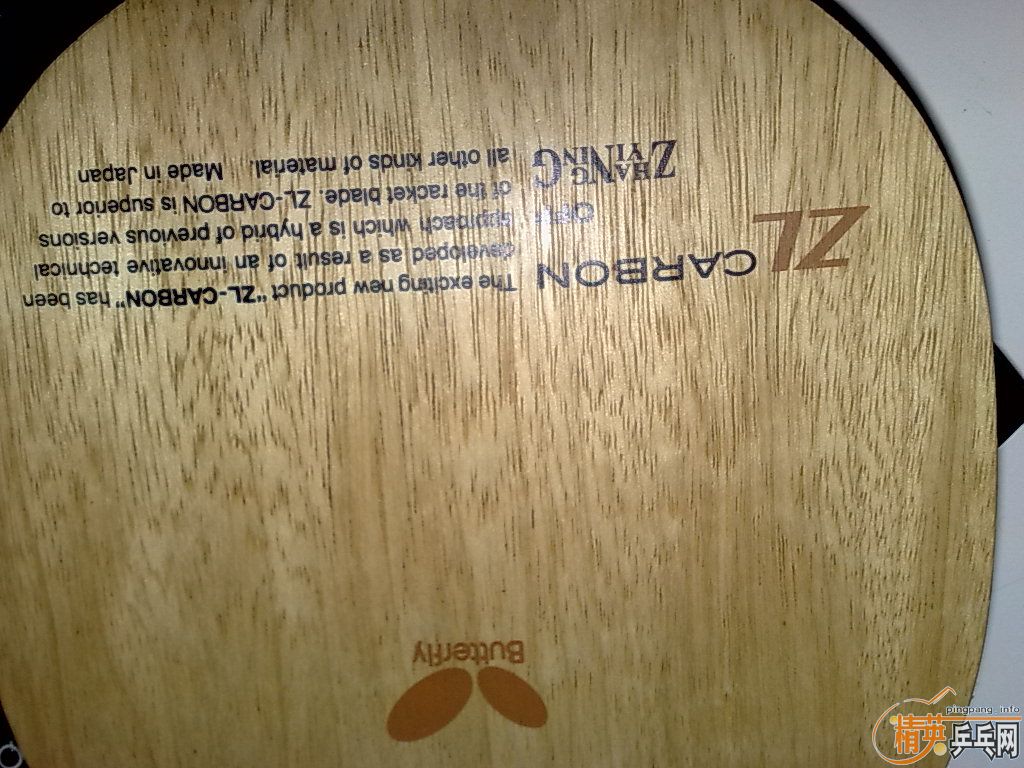 ZL
CARBON
OFF
ZHANG
YINING
The exciting new product "ZL-CARBON" has been
developed as a result of an innovative technical
approach which is a hybrid of previous versions
of the racket blade. ZL-CARBON is superior to
all other kinds of material. Made in Japan
Butterfly
pingpang.info
精英乒乓网